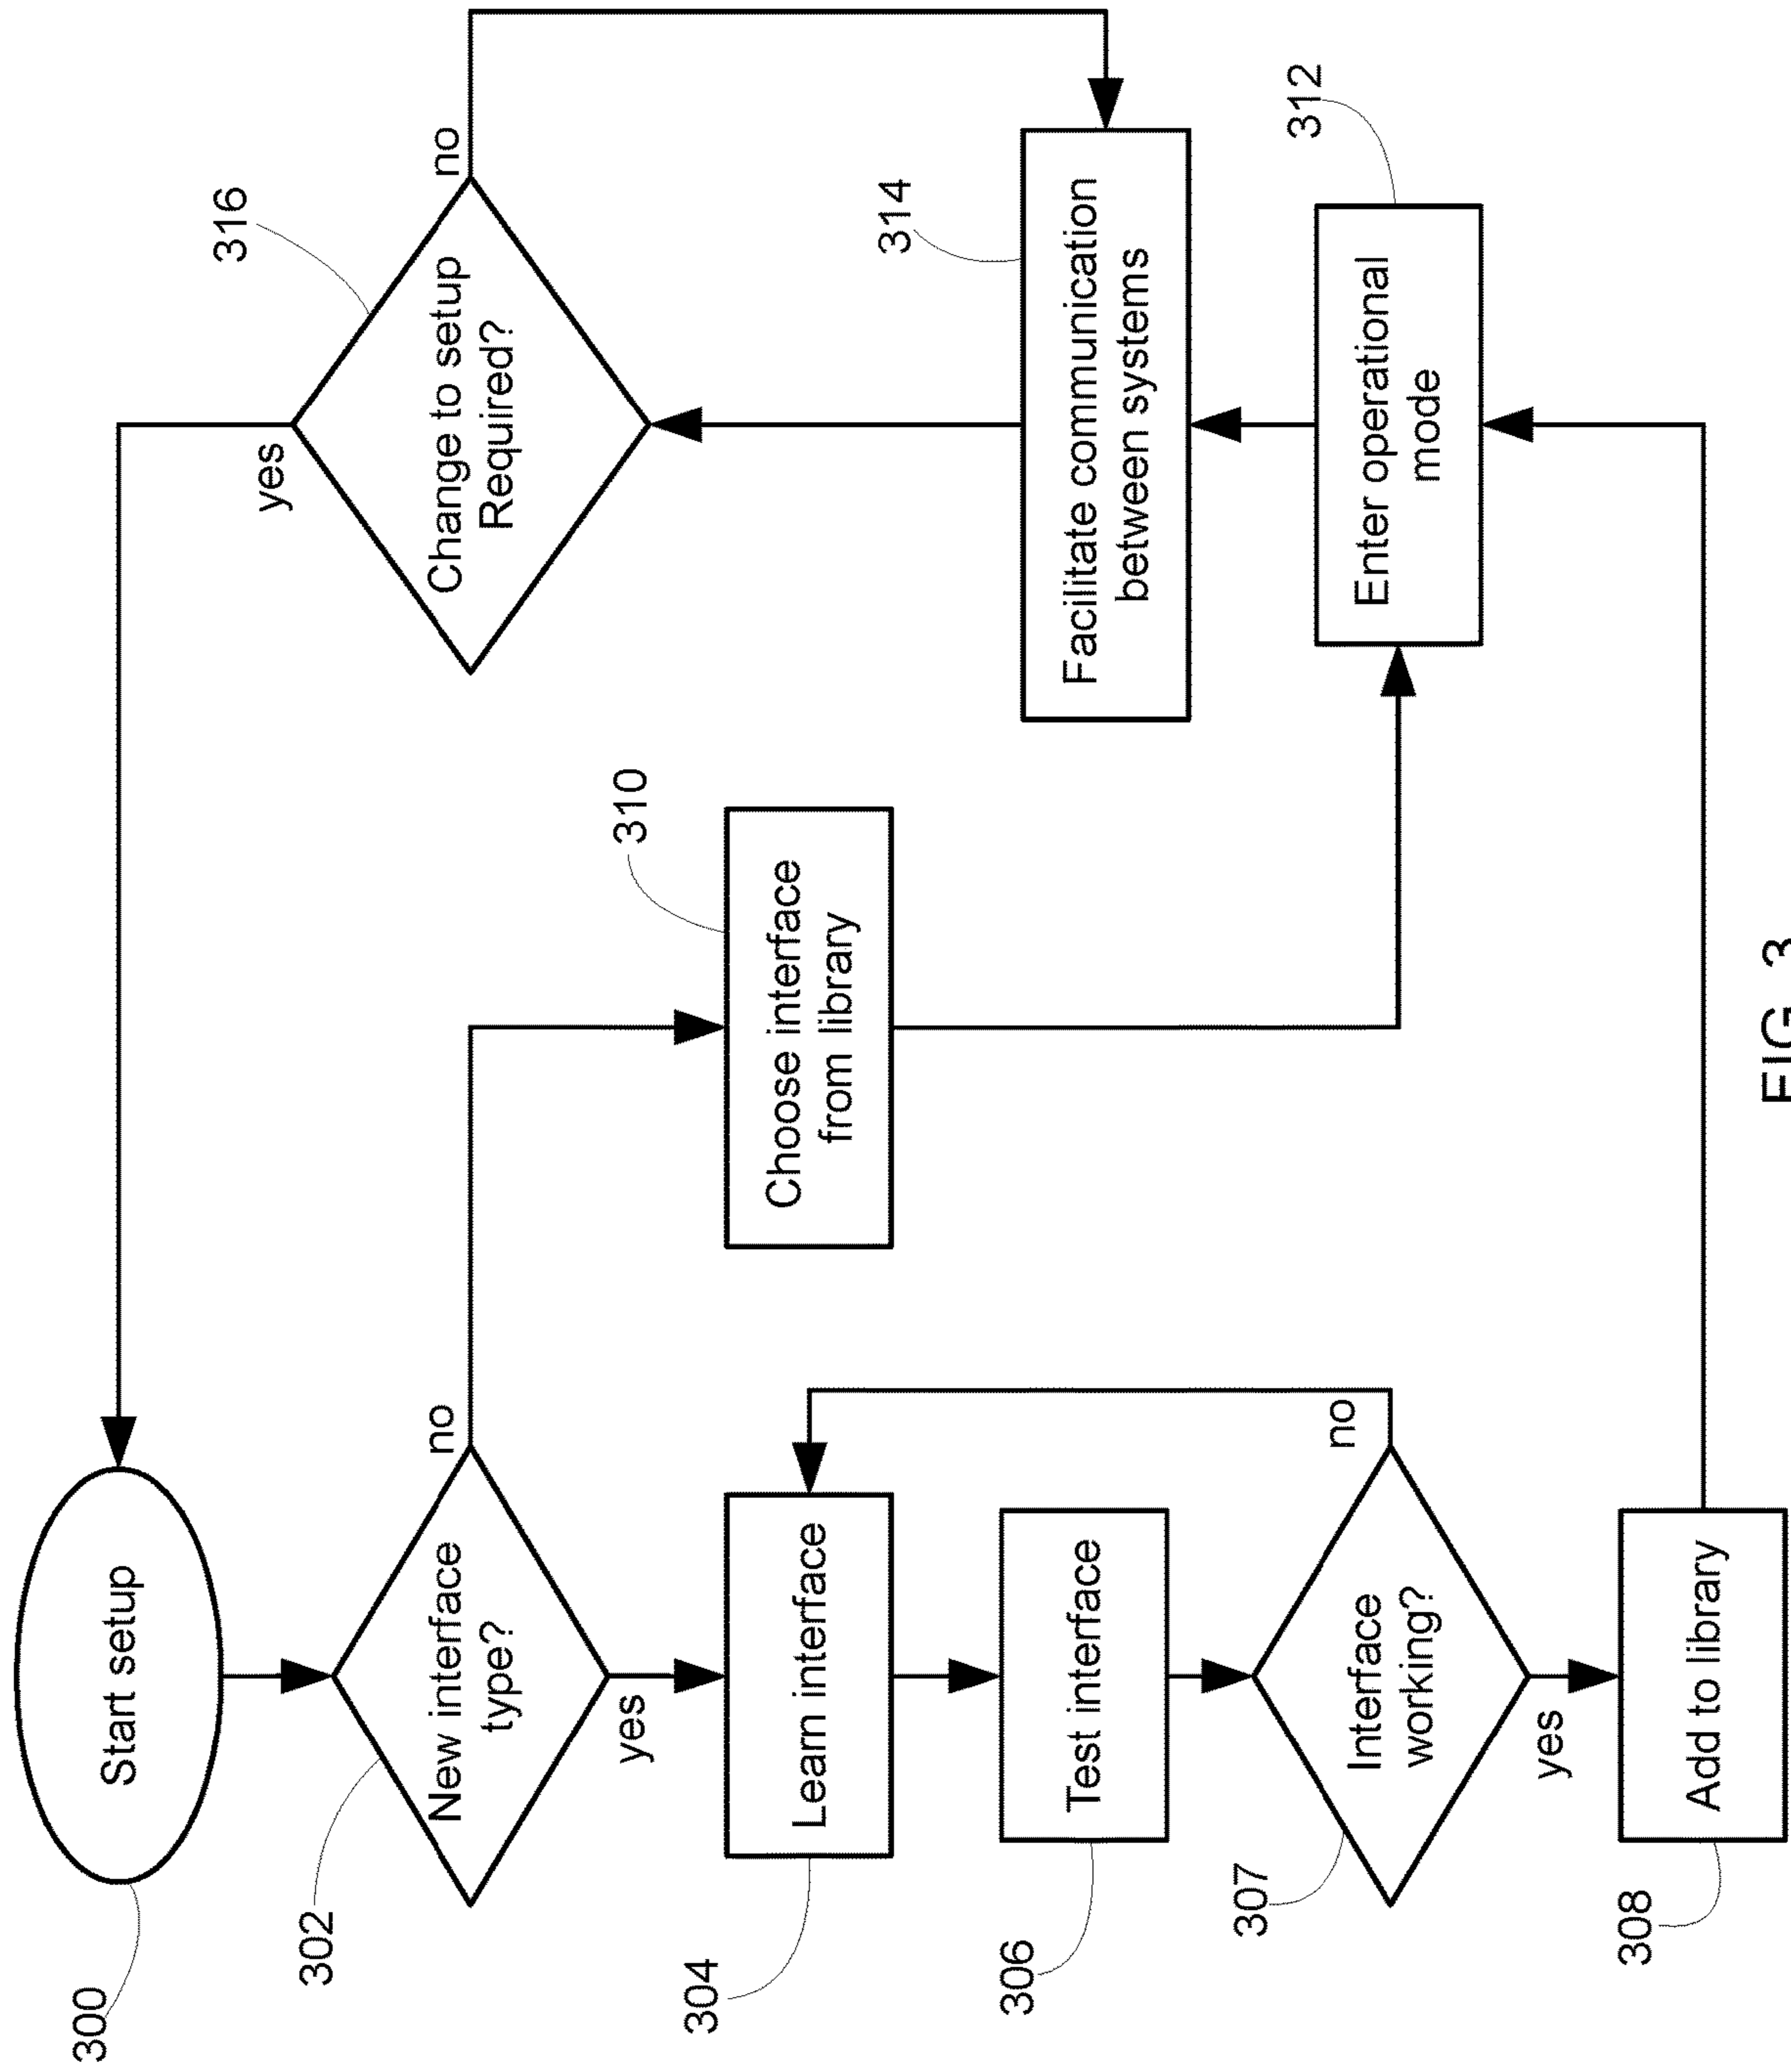 300
Start setup
302
New interface
type?
no
yes
304
Learn interface
306
Test interface
307
Interface
working?
no
yes
308
Add to library
310
Choose interface
from library
316
Change to setup
Required?
no
yes
314
Facilitate communication
between systems
312
Enter operational
mode
FIG. 3